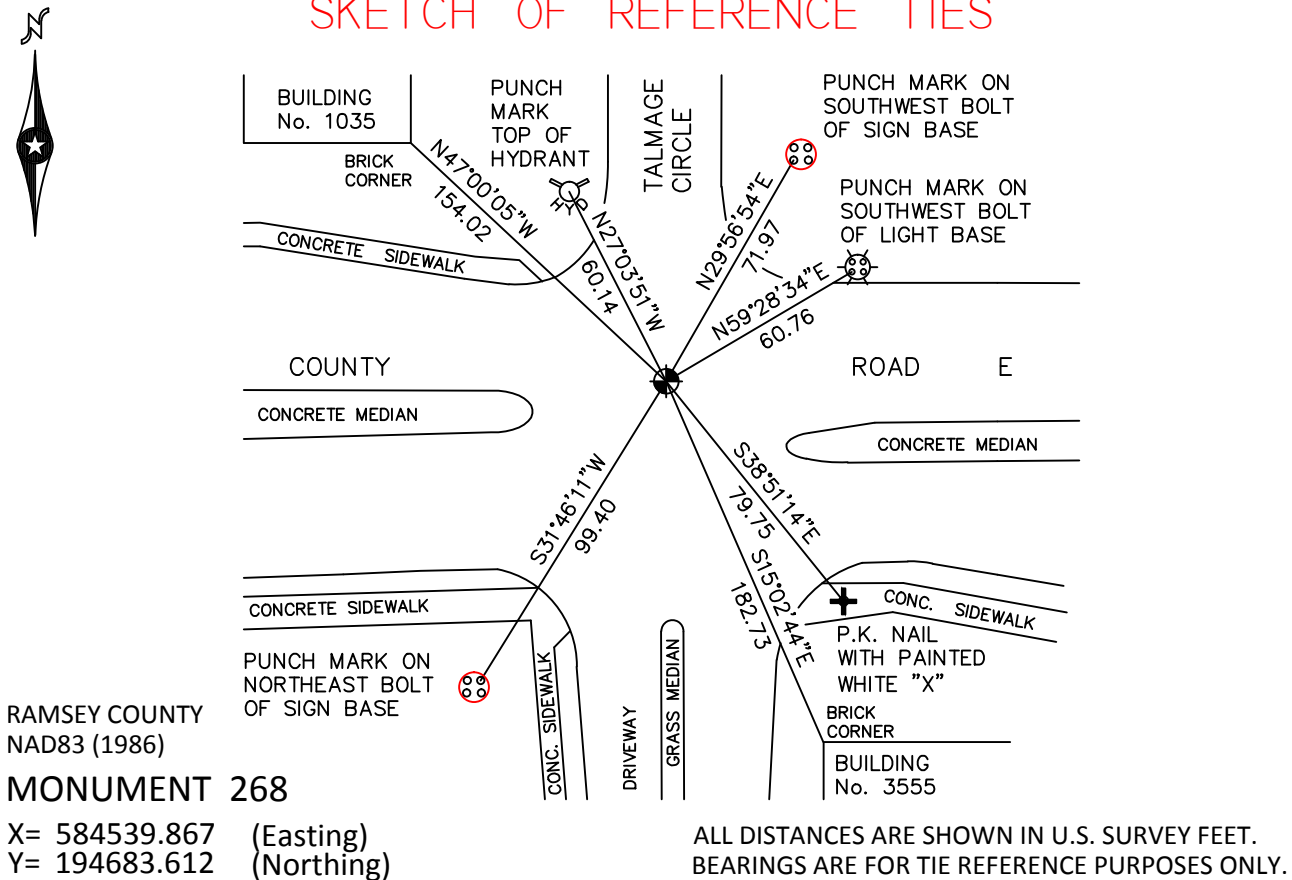 SKETCH OF REFERENCE TIES
N
BUILDING
No. 1035
BRICK
CORNER
PUNCH
MARK
TOP OF
HYDRANT
HYD
TALMAGE
CIRCLE
PUNCH MARK ON
SOUTHWEST BOLT
OF SIGN BASE
PUNCH MARK ON
SOUTHWEST BOLT
OF LIGHT BASE
N47°00'05"W
154.02
N27°03'51"W
60.14
N29°56'54"E
71.97
N59°28'34"E
60.76
CONCRETE SIDEWALK
COUNTY
ROAD E
CONCRETE MEDIAN
CONCRETE MEDIAN
S31°46'11"W
99.40
S38°51'14"E
79.75
S15°02'44"E
182.73
CONCRETE SIDEWALK
CONC. SIDEWALK
P.K. NAIL
WITH PAINTED
WHITE "X"
PUNCH MARK ON
NORTHEAST BOLT
OF SIGN BASE
CONC. SIDEWALK
DRIVEWAY
GRASS MEDIAN
BRICK
CORNER
BUILDING
No. 3555
RAMSEY COUNTY
NAD83 (1986)
MONUMENT 268
X= 584539.867 (Easting)
Y= 194683.612 (Northing)
ALL DISTANCES ARE SHOWN IN U.S. SURVEY FEET.
BEARINGS ARE FOR TIE REFERENCE PURPOSES ONLY.